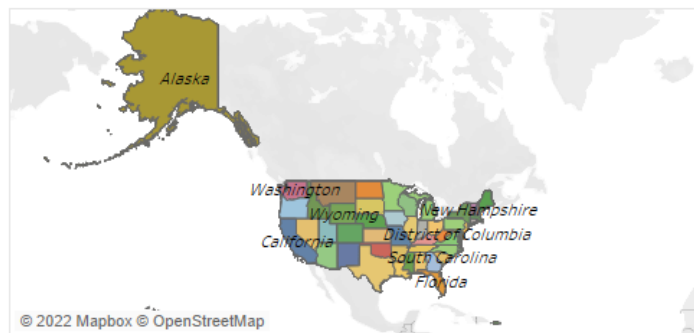 Alaska
Washington
Wyoming
New Hampshire
California
District of Columbia
South Carolina
Florida
© 2022 Mapbox © OpenStreetMap